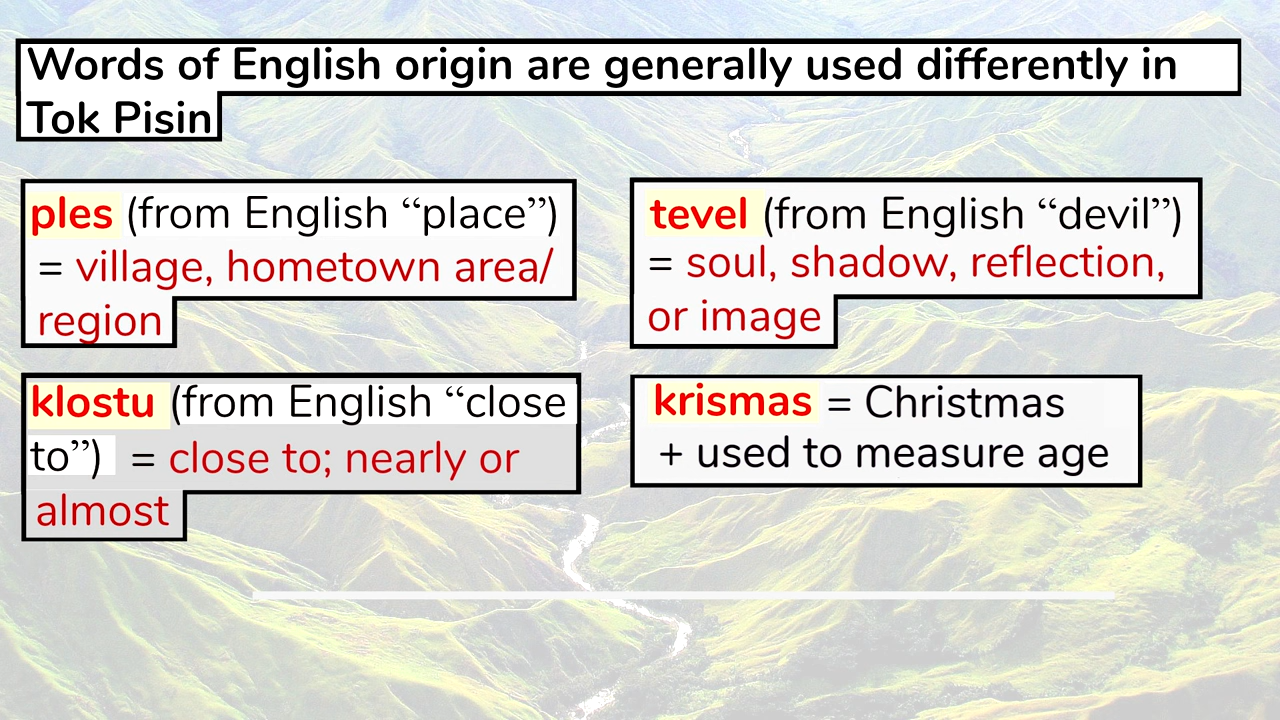 Words of English origin are generally used differently in
Tok Pisin
ples (from English “place”)
= village, hometown area/
region
tevel (from English “devil”)
= soul, shadow, reflection,
or image
klostu (from English “close
to”) = close to; nearly or
almost
krismas = Christmas
+ used to measure age